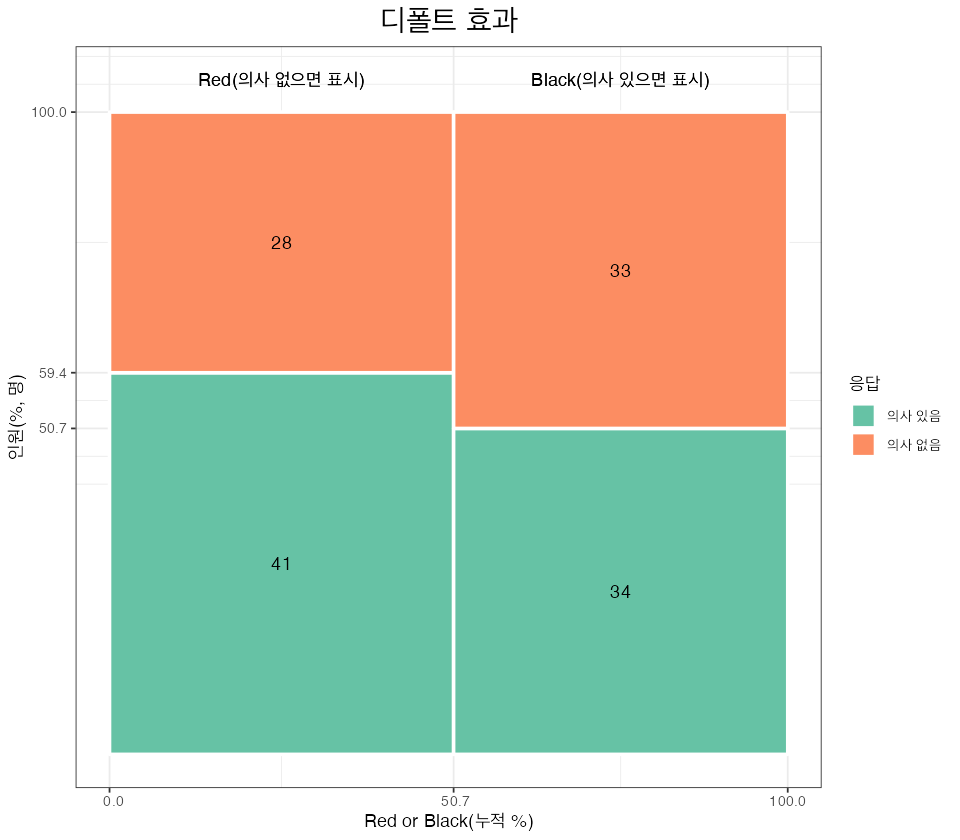 디폴트 효과
Red(의사 없으면 표시)
Black(의사 있으면 표시)
100.0
28
33
59.4
50.7
인원(%, 명)
응답
의사 있음
의사 없음
41
34
0.0
50.7
100.0
Red or Black(누적 %)